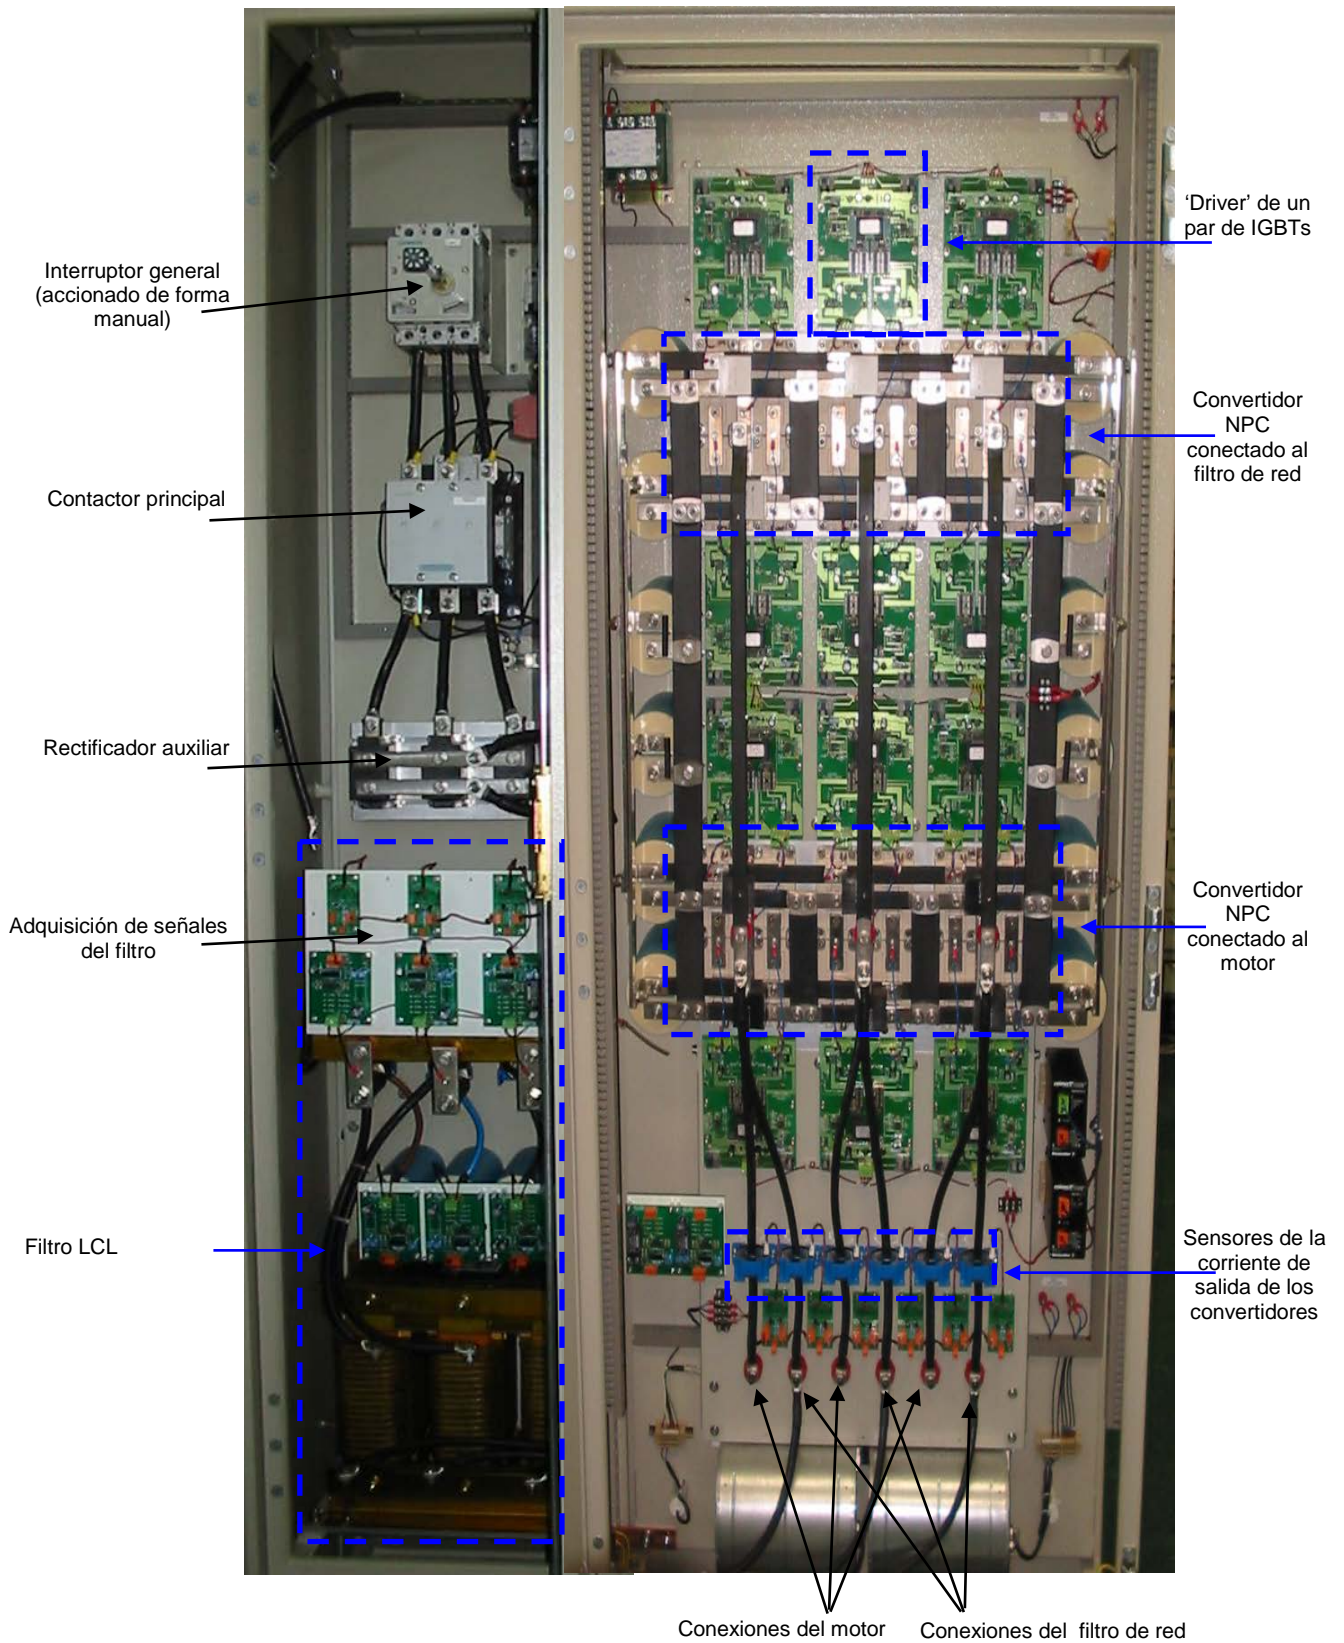 'Driver' de un
par de IGBTs
Interruptor general
(accionado de forma
manual)
Convertidor
NPC
conectado al
filtro de red
Contactor principal
Rectificador auxiliar
Adquisición de señales
del filtro
Convertidor
NPC
conectado al
motor
Filtro LCL
Sensores de la
corriente de
salida de los
convertidores
Conexiones del motor
Conexiones del filtro de red